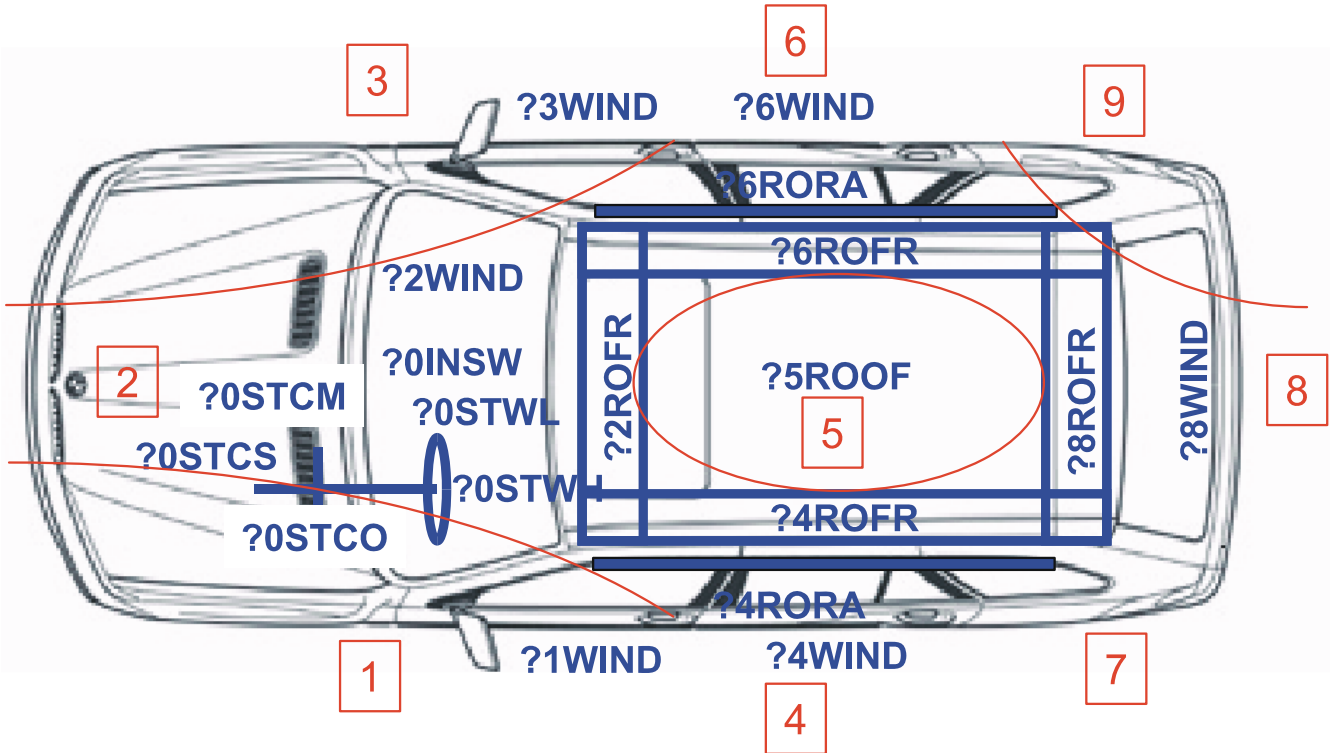 6
3
9
?3WIND
?6WIND
?6RORA
?6ROFR
?2WIND
?0INSW
?5ROOF
2
?0STCM
?0STWL
?2ROFR
?8ROFR
?8WIND
8
5
?0STCS
?0STCO
?4ROFR
?4RORA
?1WIND
?4WIND
1
7
4